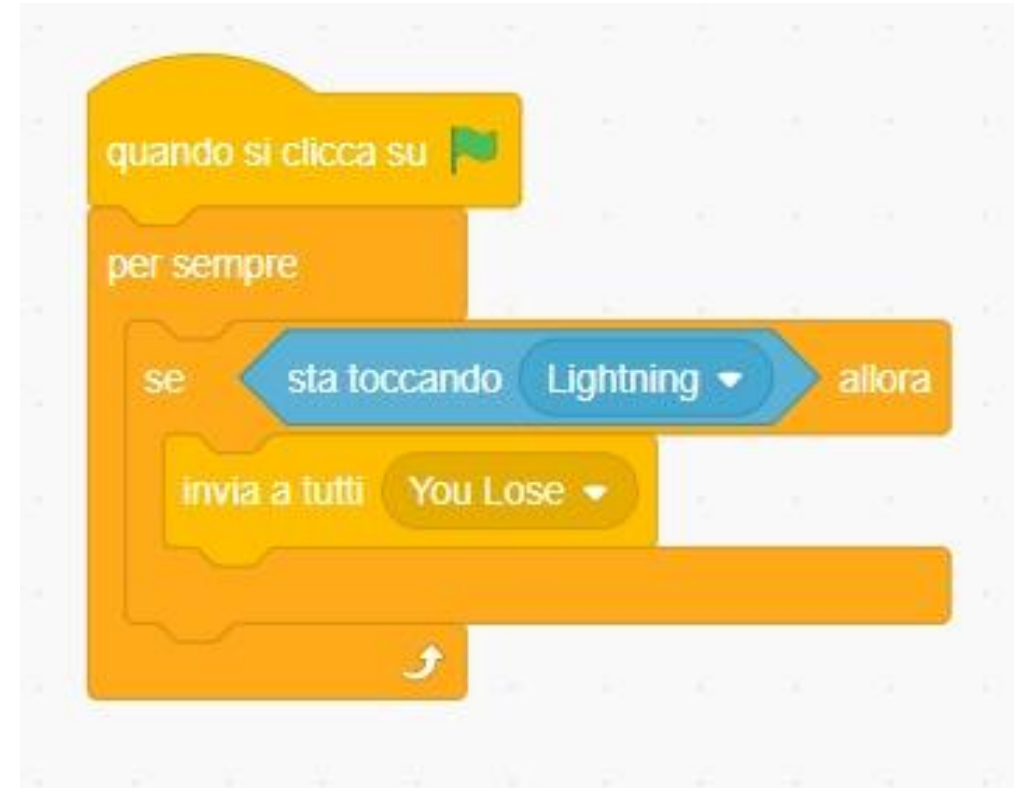 quando si clicca su
per sempre
se sta toccando Lightning allora
invia a tutti You Lose